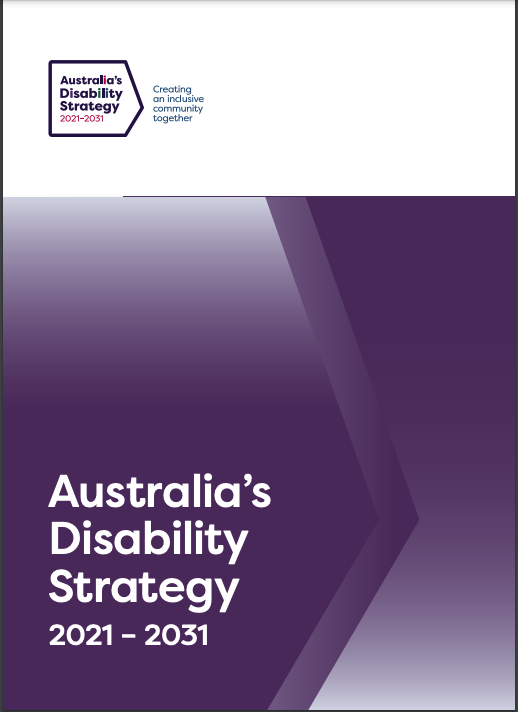 Australia's
Disability
Strategy
2021–2031
Creating
an inclusive
community
together
Australia's
Disability
Strategy
2021 – 2031